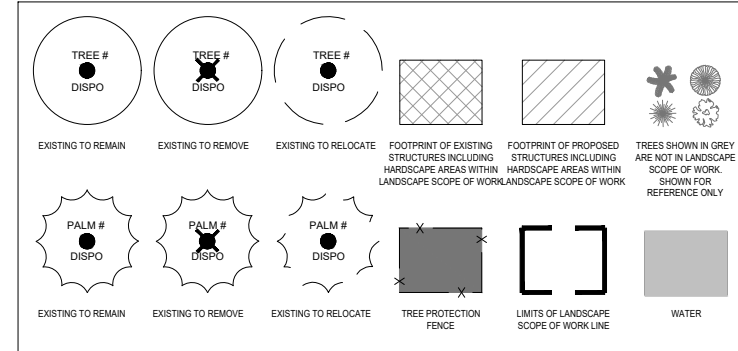 TREE #
DISPO
EXISTING TO REMAIN
TREE #
DISPO
EXISTING TO REMOVE
TREE #
DISPO
EXISTING TO RELOCATE
FOOTPRINT OF EXISTING
STRUCTURES INCLUDING
HARDSCAPE AREAS WITHIN
LANDSCAPE SCOPE OF WORK
FOOTPRINT OF PROPOSED
STRUCTURES INCLUDING
HARDSCAPE AREAS WITHIN
LANDSCAPE SCOPE OF WORK
TREES SHOWN IN GREY
ARE NOT IN LANDSCAPE
SCOPE OF WORK.
SHOWN FOR
REFERENCE ONLY
PALM #
DISPO
EXISTING TO REMAIN
PALM #
DISPO
EXISTING TO REMOVE
PALM #
DISPO
EXISTING TO RELOCATE
TREE PROTECTION
FENCE
LIMITS OF LANDSCAPE
SCOPE OF WORK LINE
WATER